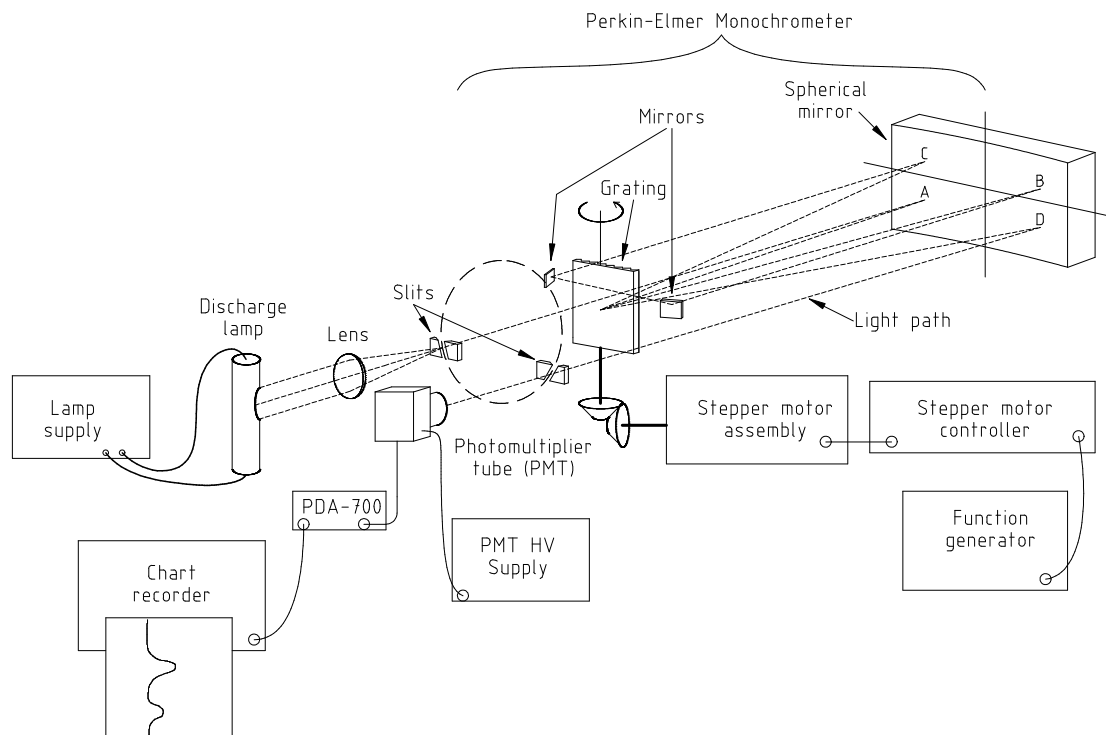 Perkin-Elmer Monochrometer
Spherical
mirror
Mirrors
C
Grating
B
A
D
Slits
Discharge
lamp
Lens
Light path
Lamp
supply
Stepper motor
assembly
Stepper motor
controller
Photomultiplier
tube (PMT)
PDA-700
Function
generator
PMT HV
Supply
Chart
recorder